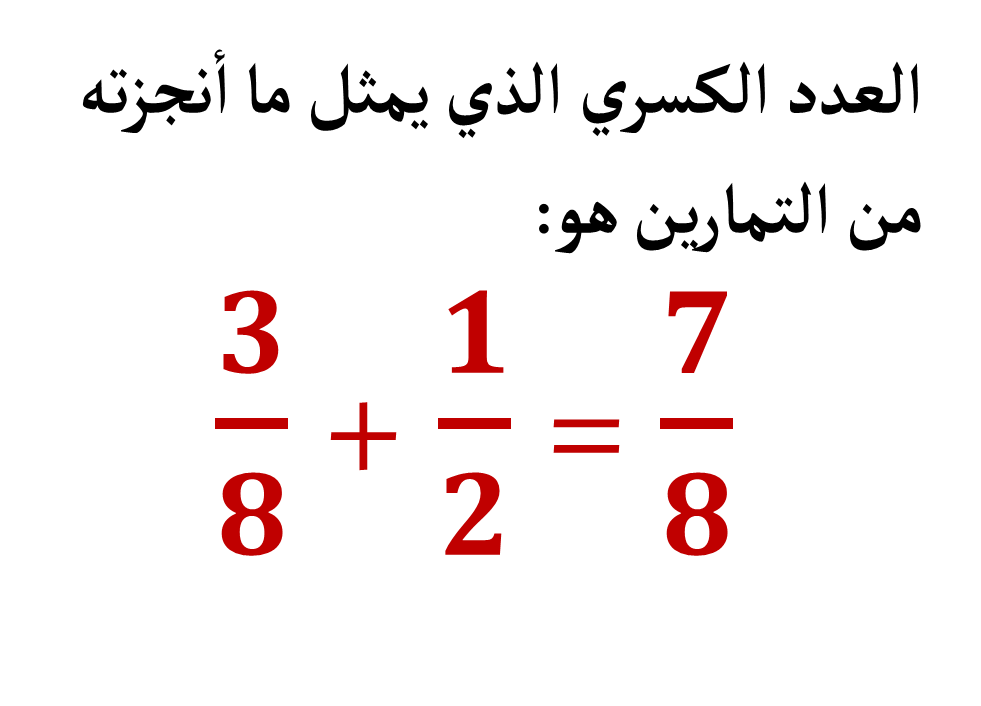 العدد الكسري الذي يمثل ما أنجزته
من التمارين هو:
3/8 + 1/2 = 7/8